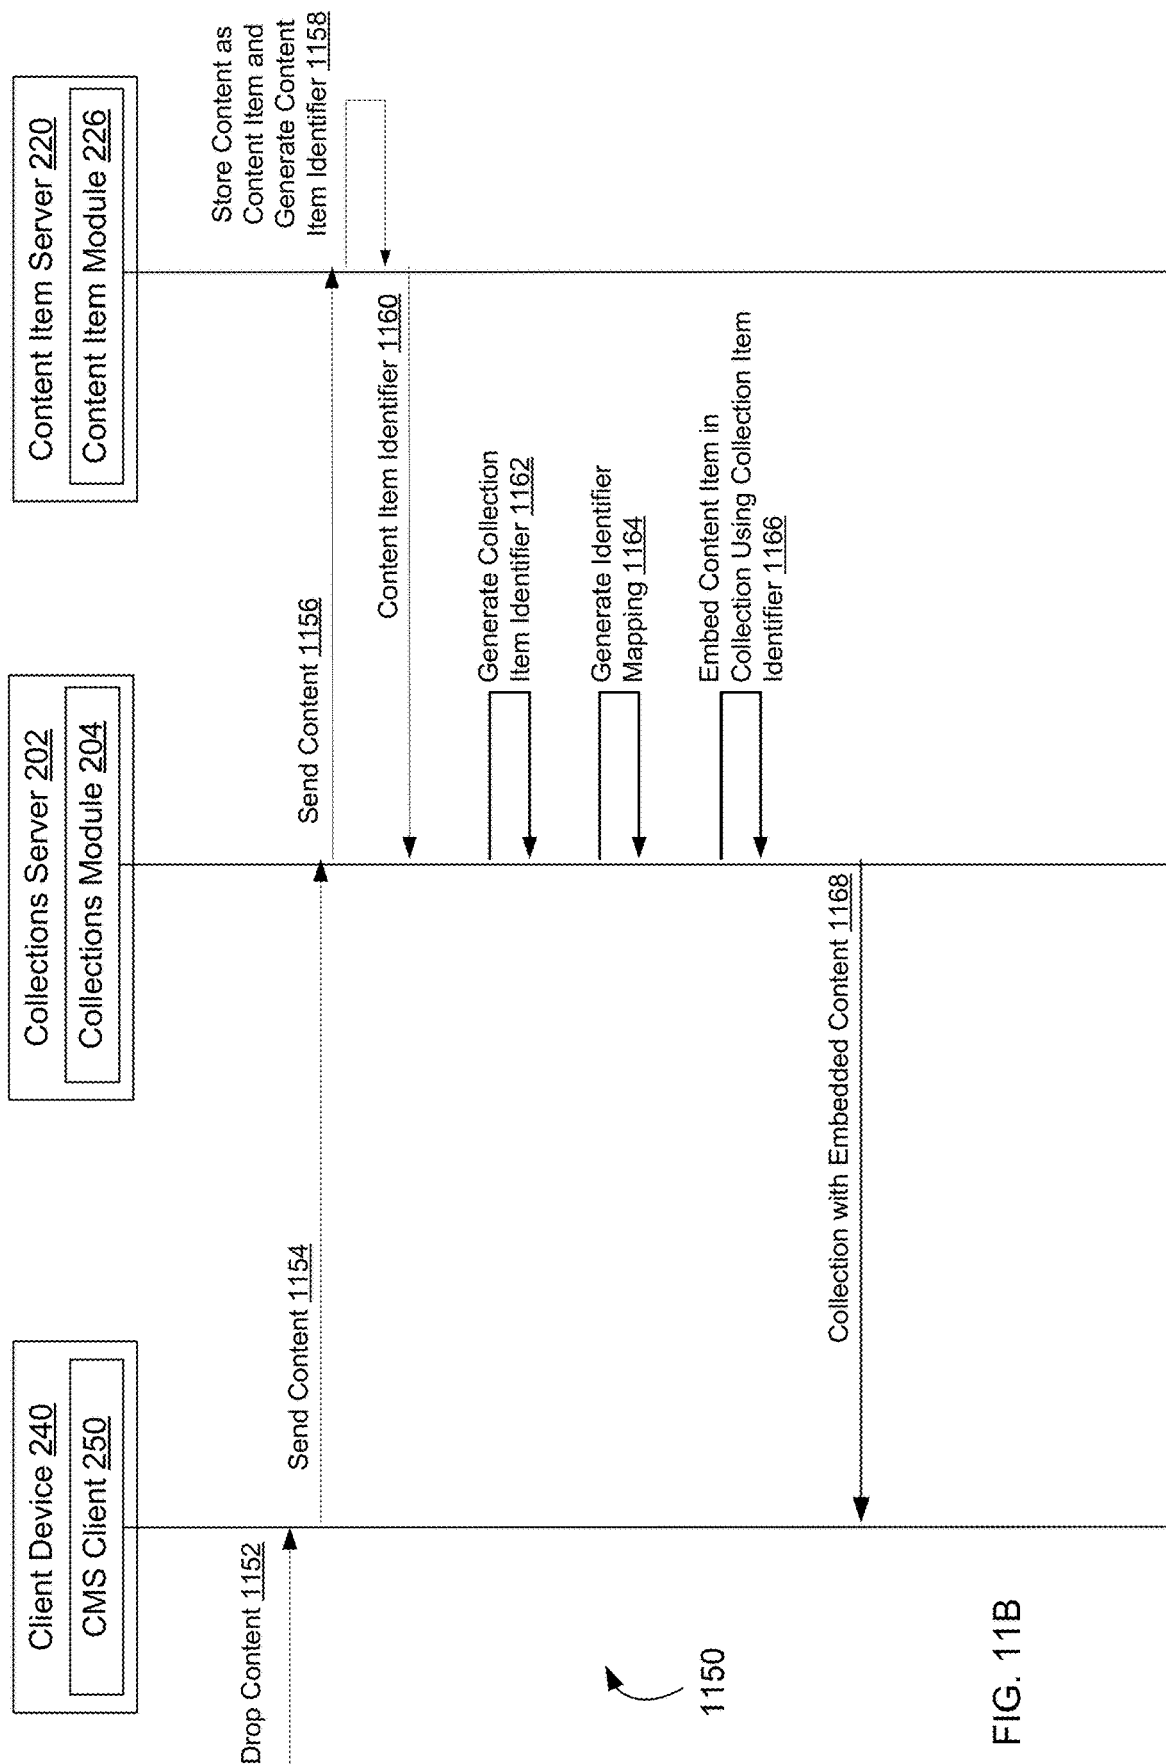 Client Device 240
CMS Client 250
Collections Server 202
Collections Module 204
Content Item Server 220
Content Item Module 226
Drop Content 1152
Send Content 1154
Send Content 1156
Store Content as
Content Item and
Generate Content
Item Identifier 1158
Content Item Identifier 1160
Generate Collection
Item Identifier 1162
Generate Identifier
Mapping 1164
Embed Content Item in
Collection Using Collection Item
Identifier 1166
Collection with Embedded Content 1168
1150
FIG. 11B